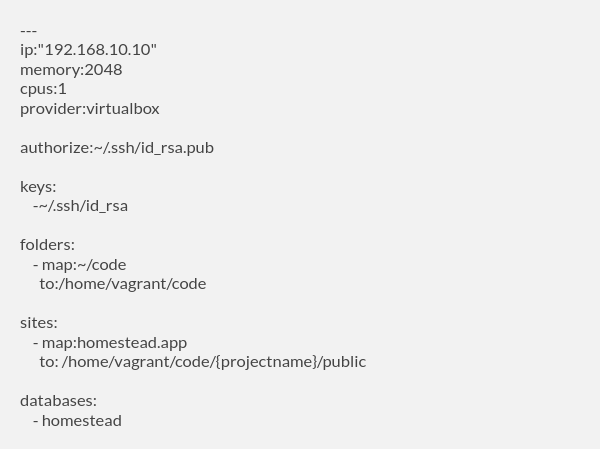 ---
ip:"192.168.10.10"
memory:2048
cpus:1
provider:virtualbox

authorize:~/.ssh/id_rsa.pub

keys:
   -~/.ssh/id_rsa

folders:
   - map:~/code
     to:/home/vagrant/code

sites:
   - map:homestead.app
     to: /home/vagrant/code/{projectname}/public

databases:
   - homestead